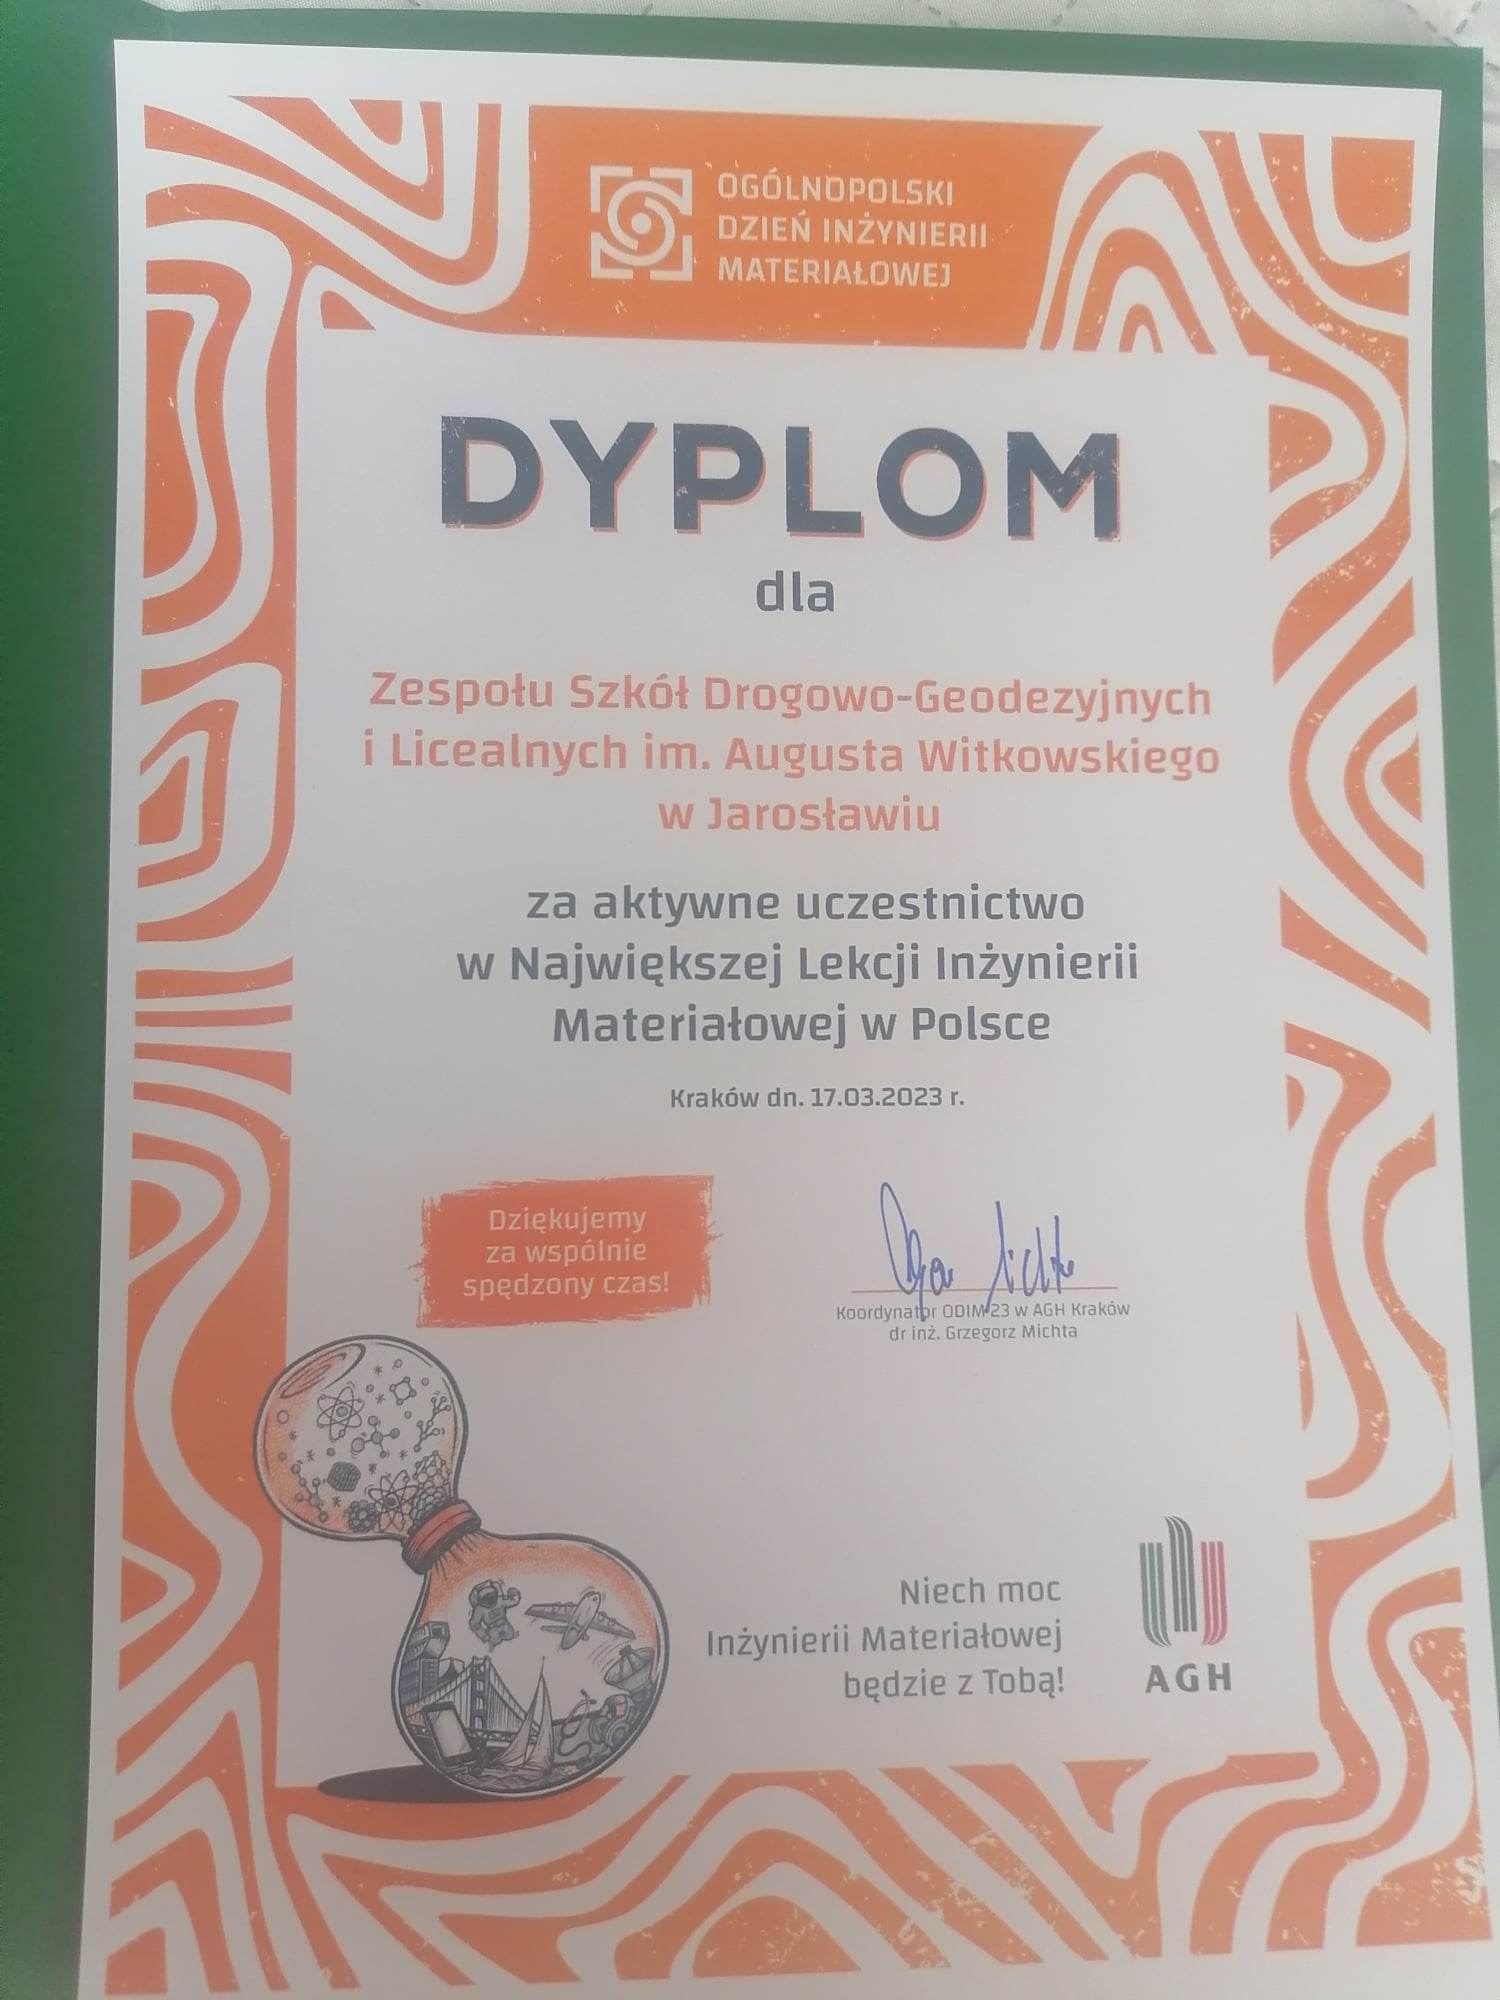 OGÓLNOPOLSKI
DZIEŃ INŻYNIERII
MATERIAŁOWEJ
DYPLOM
dla
Zespołu Szkół Drogowo-Geodezyjnych
i Licealnych im. Augusta Witkowskiego
w Jarosławiu
za aktywne uczestnictwo
w Największej Lekcji Inżynierii
Materiałowej w Polsce
Kraków dn. 17.03.2023 r.
Dziękujemy
za wspólnie
spędzony czas!
Koordynator ODIM 23 w AGH Kraków
dr inż. Grzegorz Michta
Niech moc
Inżynierii Materiałowej
będzie z Tobą!
AGH